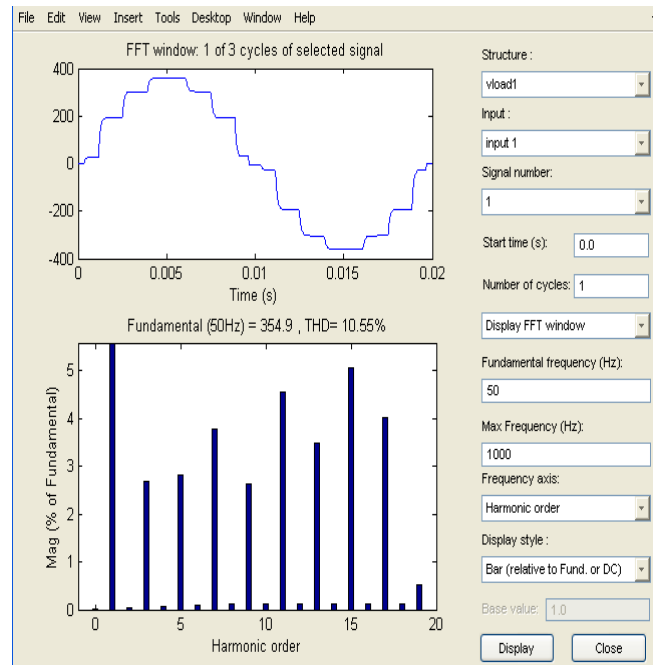 File Edit View Insert Tools Desktop Window Help
FFT window: 1 of 3 cycles of selected signal
400
200
0
-200
-400
0 0.005 0.01 0.015 0.02
Time (s)
Fundamental (50Hz) = 354.9 , THD= 10.55%
Mag (% of Fundamental)
5
4
3
2
1
0
0 5 10 15 20
Harmonic order
Structure :
vload1
Input :
input 1
Signal number:
1
Start time (s): 0.0
Number of cycles: 1
Display FFT window
Fundamental frequency (Hz):
50
Max Frequency (Hz):
1000
Frequency axis:
Harmonic order
Display style :
Bar (relative to Fund. or DC)
Base value: 1.0
Display Close